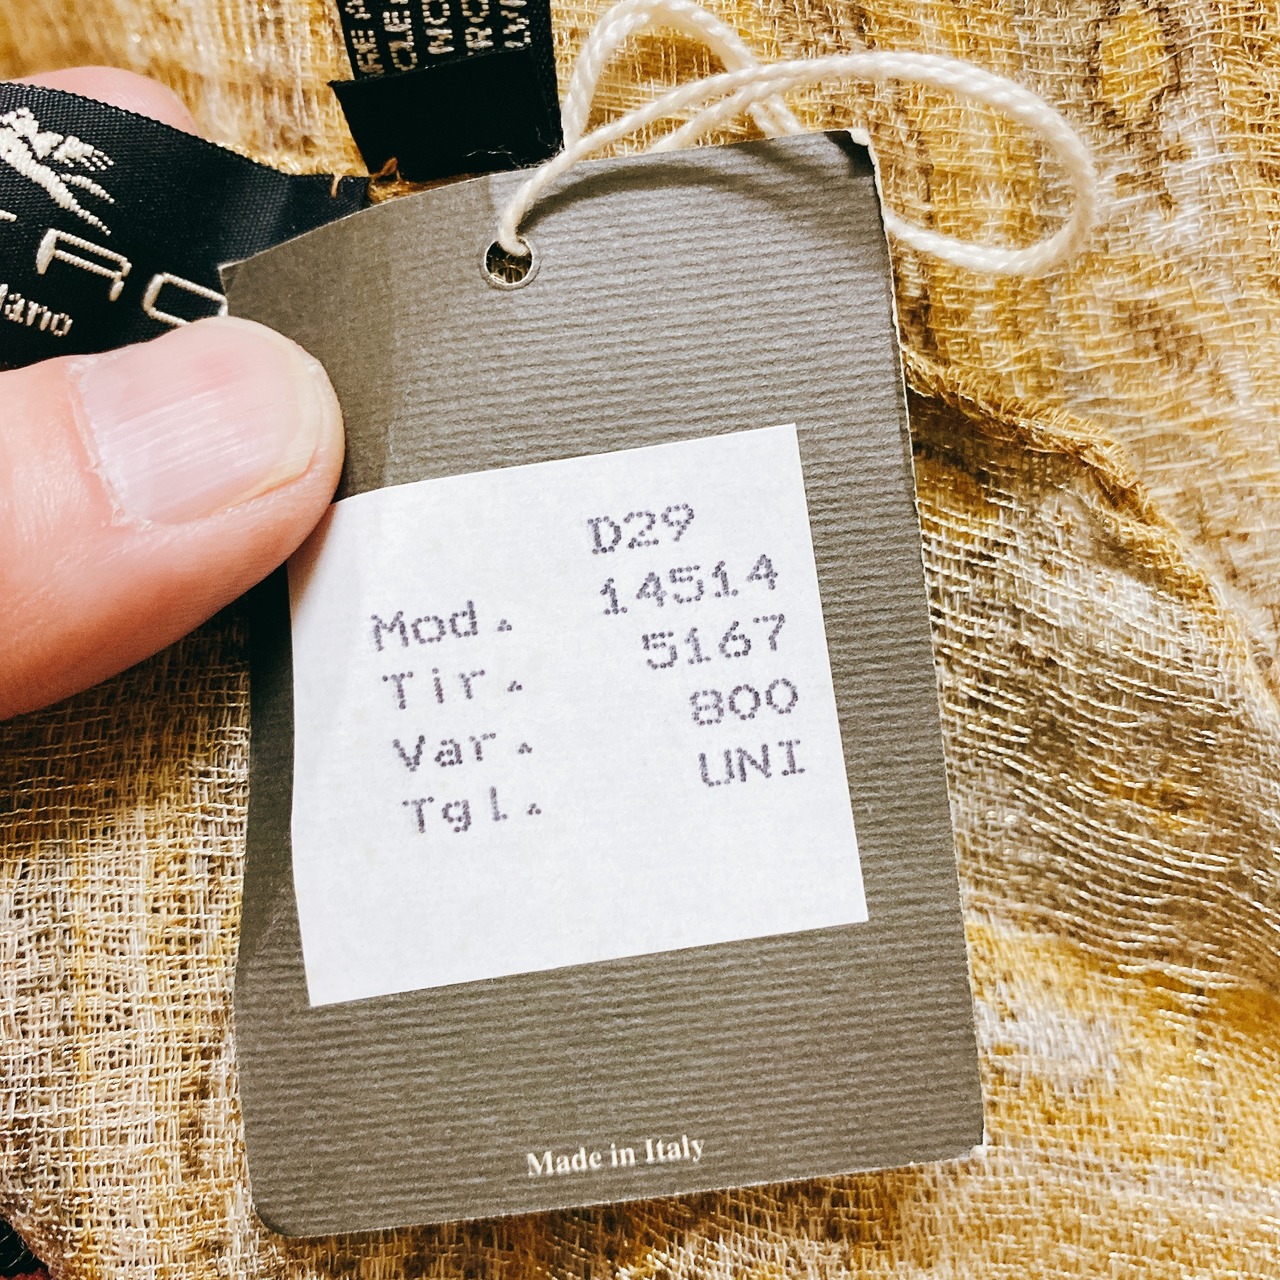 D29
Mod. 14514
Tir. 5167
Var. 800
Tgl. UNI
Made in Italy